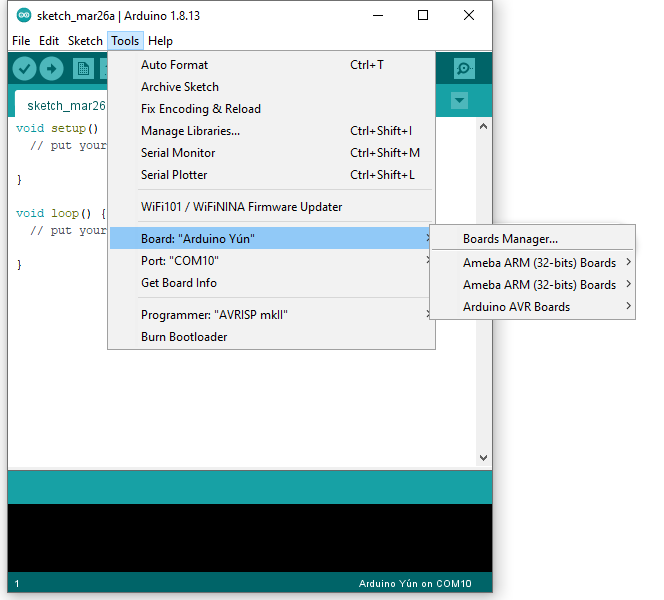 sketch_mar26a | Arduino 1.8.13
File Edit Sketch Tools Help
sketch_mar26
void setup()
// put your
}
void loop() {
// put your
}
Auto Format Ctrl+T
Archive Sketch
Fix Encoding & Reload
Manage Libraries... Ctrl+Shift+I
Serial Monitor Ctrl+Shift+M
Serial Plotter Ctrl+Shift+L
WiFi101 / WiFiNINA Firmware Updater
Board: "Arduino Yún"
Port: "COM10"
Get Board Info
Programmer: "AVRISP mkII"
Burn Bootloader
Boards Manager...
Ameba ARM (32-bits) Boards
Ameba ARM (32-bits) Boards
Arduino AVR Boards
1 Arduino Yún on COM10